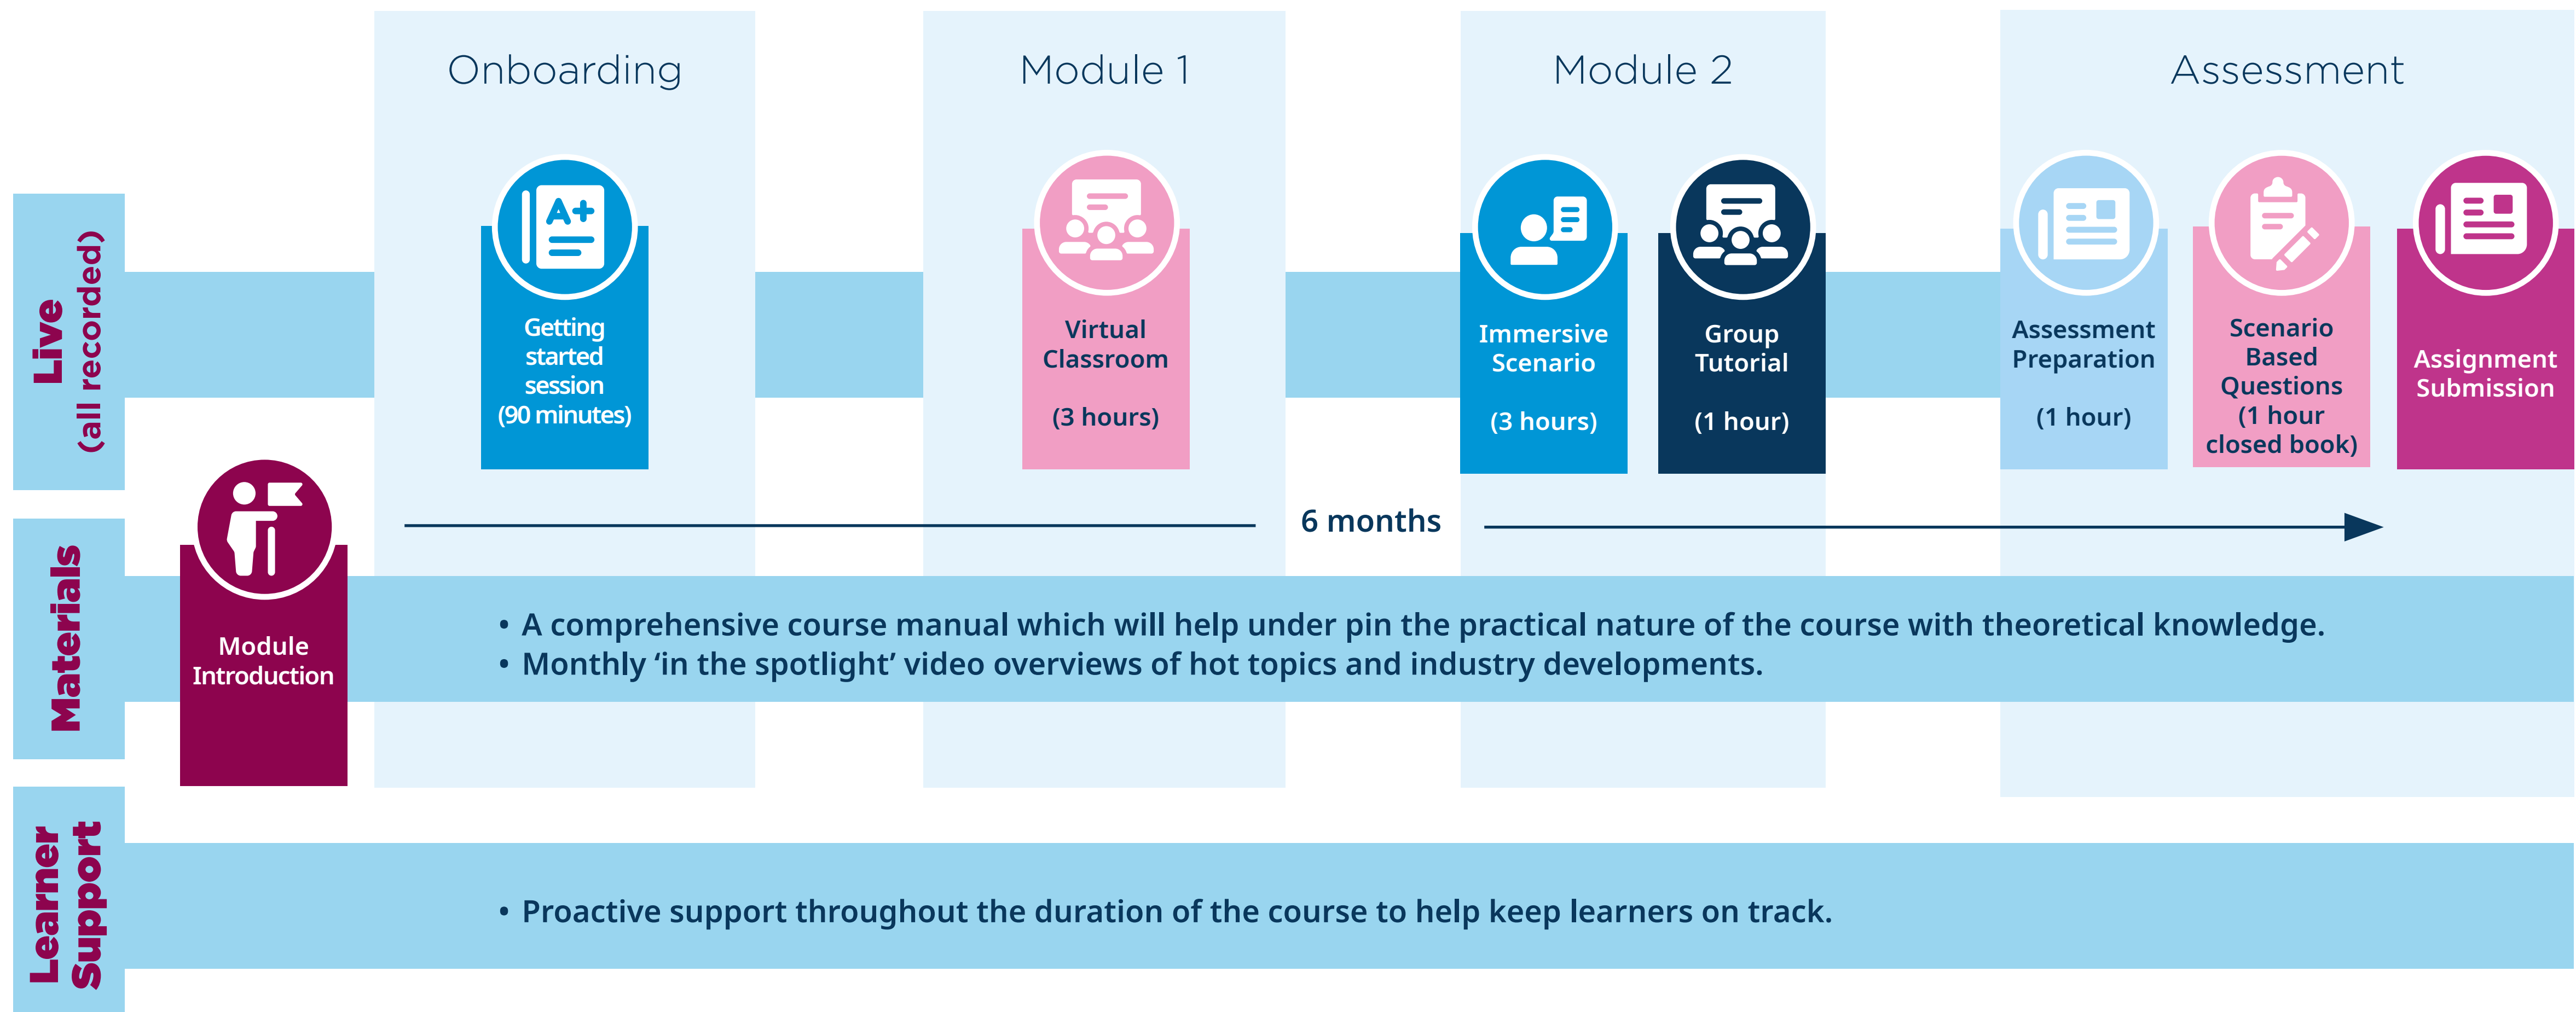 Onboarding
Module 1
Module 2
Assessment
Live
(all recorded)
A+
Getting
started
session
(90 minutes)
Virtual
Classroom
(3 hours)
Immersive
Scenario
(3 hours)
Group
Tutorial
(1 hour)
Assessment
Preparation
(1 hour)
Scenario
Based
Questions
(1 hour
closed book)
Assignment
Submission
6 months
Materials
Module
Introduction
• A comprehensive course manual which will help under pin the practical nature of the course with theoretical knowledge.
• Monthly ‘in the spotlight’ video overviews of hot topics and industry developments.
Learner
Support
• Proactive support throughout the duration of the course to help keep learners on track.